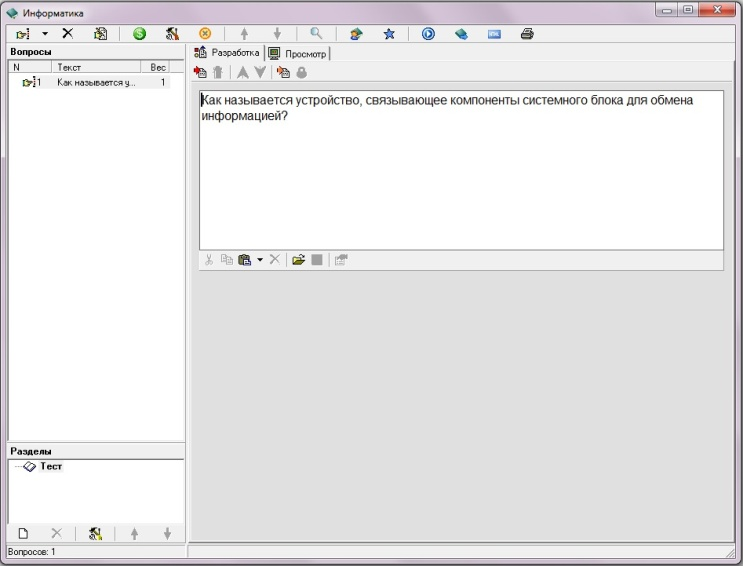 Информатика
Вопросы
N Текст Вес
1 Как называется у... 1
Разработка Просмотр
Как называется устройство, связывающее компоненты системного блока для обмена
информацией?
Разделы
Тест
Вопросов: 1